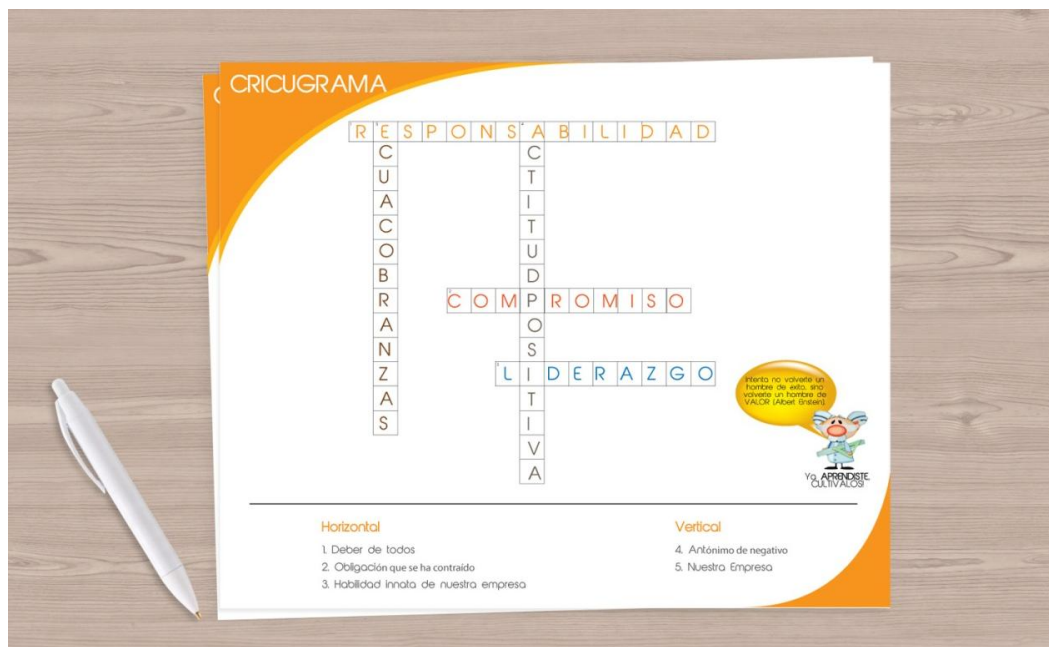 CRICUGRAMA
RESPONSABILIDAD
ECUACOBRANZAS
ACTITUDPOSITIVA
COMPROMISO
LIDERAZGO
Intenta no volverte un
hombre de exito, sino
volverte un hombre de
VALOR (Albert Einstein)
Ya APRENDISTE,
CULTIVALOS!
Horizontal
1. Deber de todos
2. Obligación que se ha contraído
3. Habilidad innata de nuestra empresa
Vertical
4. Antónimo de negativo
5. Nuestra Empresa